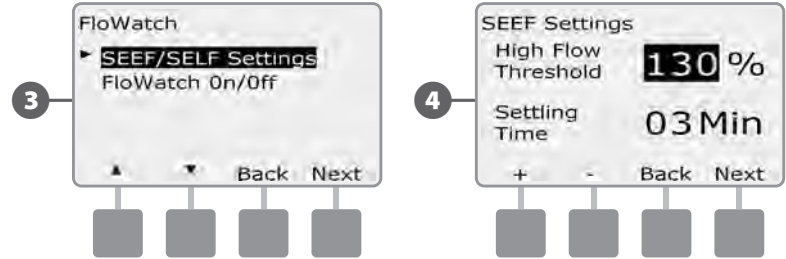 3
FloWatch
► SEEF/SELF Settings
FloWatch On/Off
▲ ▼ Back Next
4
SEEF Settings
High Flow
Threshold
130 %
Settling
Time
03 Min
+ - Back Next